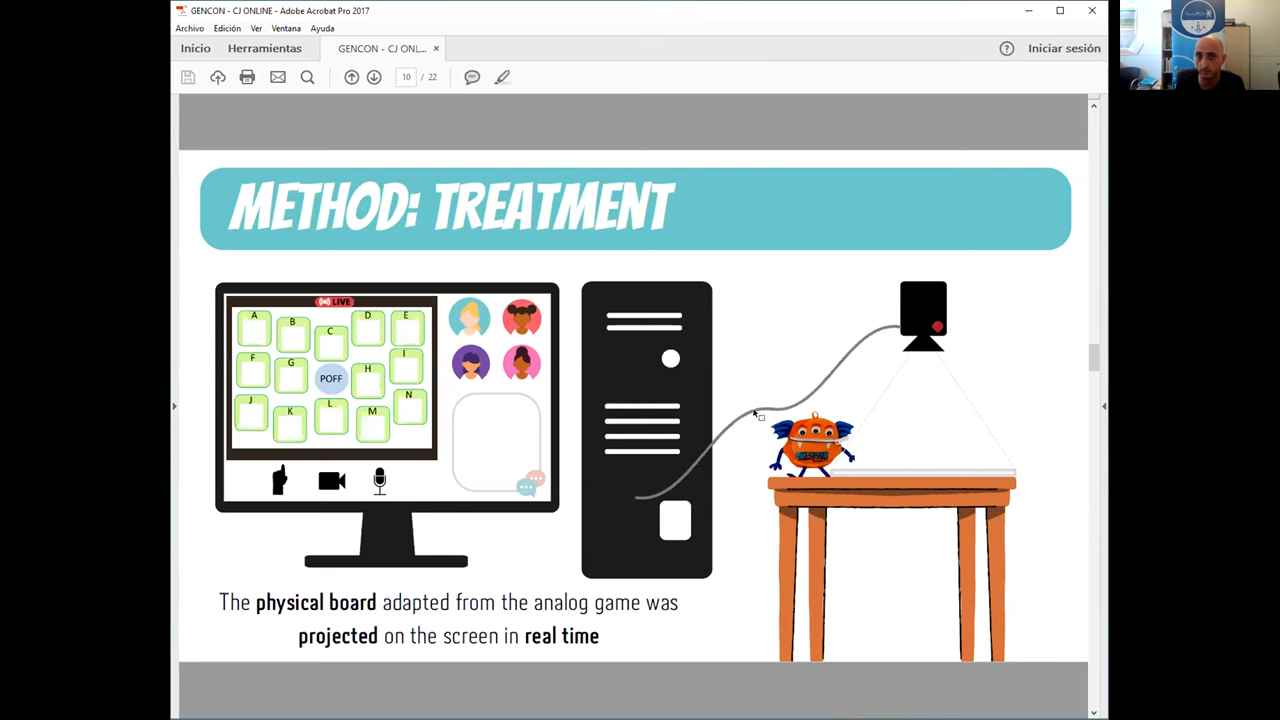 GENCON - CJ ONLINE - Adobe Acrobat Pro 2017
Archivo Edición Ver Ventana Ayuda
Inicio Herramientas GENCON - CJ ONL... × Iniciar sesión
10 / 22
METHOD: TREATMENT
LIVE
A B C D E
F G POFF H I
J K L M N
The physical board adapted from the analog game was
projected on the screen in real time